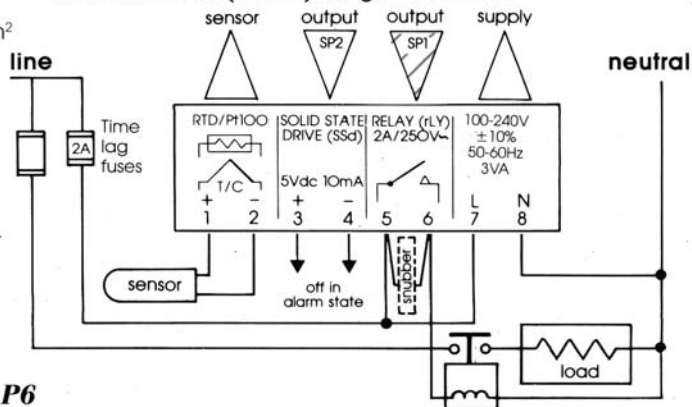 sensor output output supply
m²
SP2 SP1
line neutral
RTD/Pt100 SOLID STATE RELAY (rLY) 100-240V
DRIVE (SSd) 2A/250V~ ±10%
50-60Hz
3VA
2A Time
lag
fuses
T/C 5Vdc 10mA
+ − + − L N
1 2 3 4 5 6 7 8
sensor
off in
alarm state
snubber
load
P6